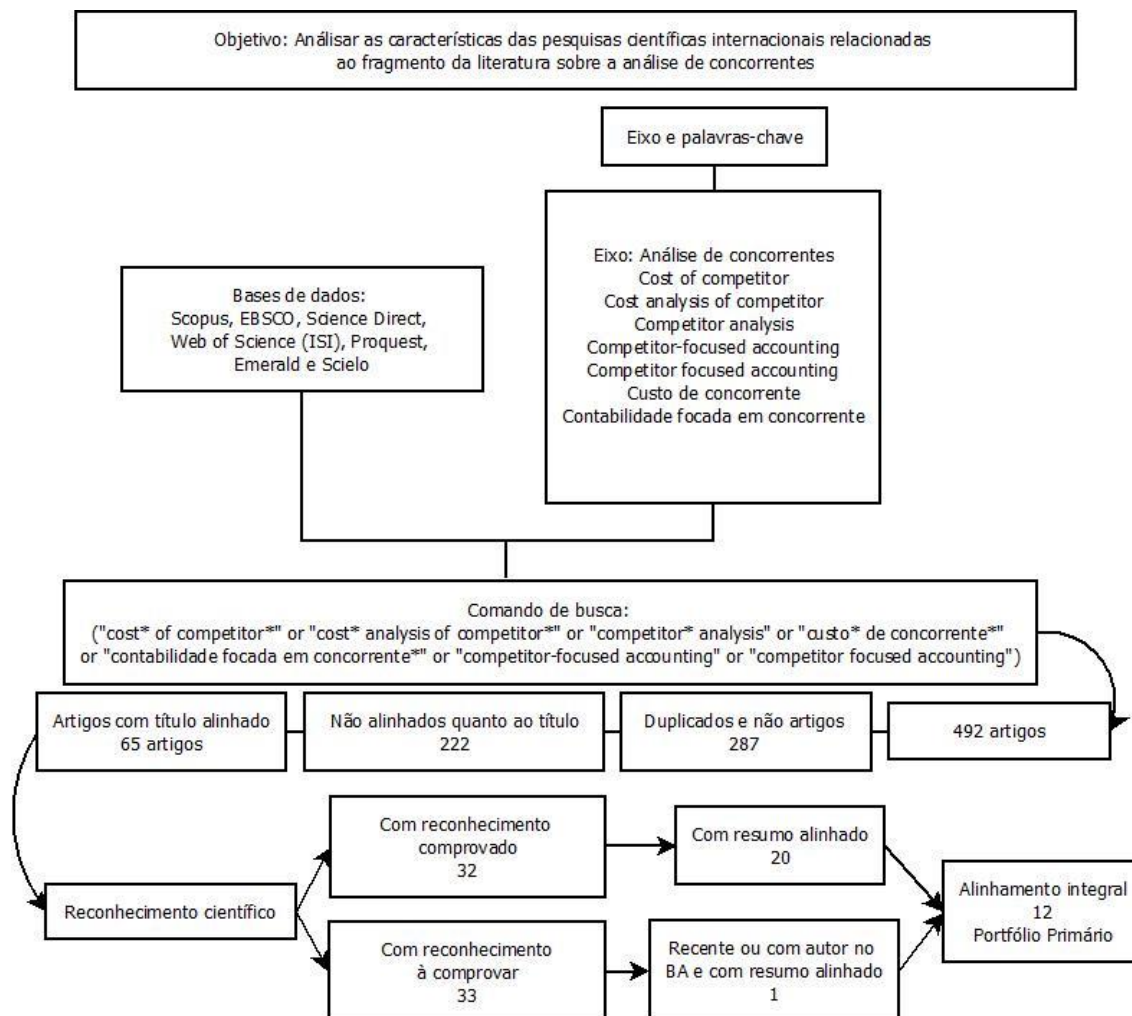 Objetivo: Análisar as características das pesquisas científicas internacionais relacionadas
ao fragmento da literatura sobre a análise de concorrentes
Eixo e palavras-chave
Bases de dados:
Scopus, EBSCO, Science Direct,
Web of Science (ISI), Proquest,
Emerald e Scielo
Eixo: Análise de concorrentes
Cost of competitor
Cost analysis of competitor
Competitor analysis
Competitor-focused accounting
Competitor focused accounting
Custo de concorrente
Contabilidade focada em concorrente
Comando de busca:
("cost* of competitor*" or "cost* analysis of competitor*" or "competitor* analysis" or "custo* de concorrente*"
or "contabilidade focada em concorrente*" or "competitor-focused accounting" or "competitor focused accounting")
Artigos com título alinhado
65 artigos
Não alinhados quanto ao título
222
Duplicados e não artigos
287
492 artigos
Reconhecimento científico
Com reconhecimento
comprovado
32
Com resumo alinhado
20
Com reconhecimento
à comprovar
33
Recente ou com autor no
BA e com resumo alinhado
1
Alinhamento integral
12
Portfólio Primário